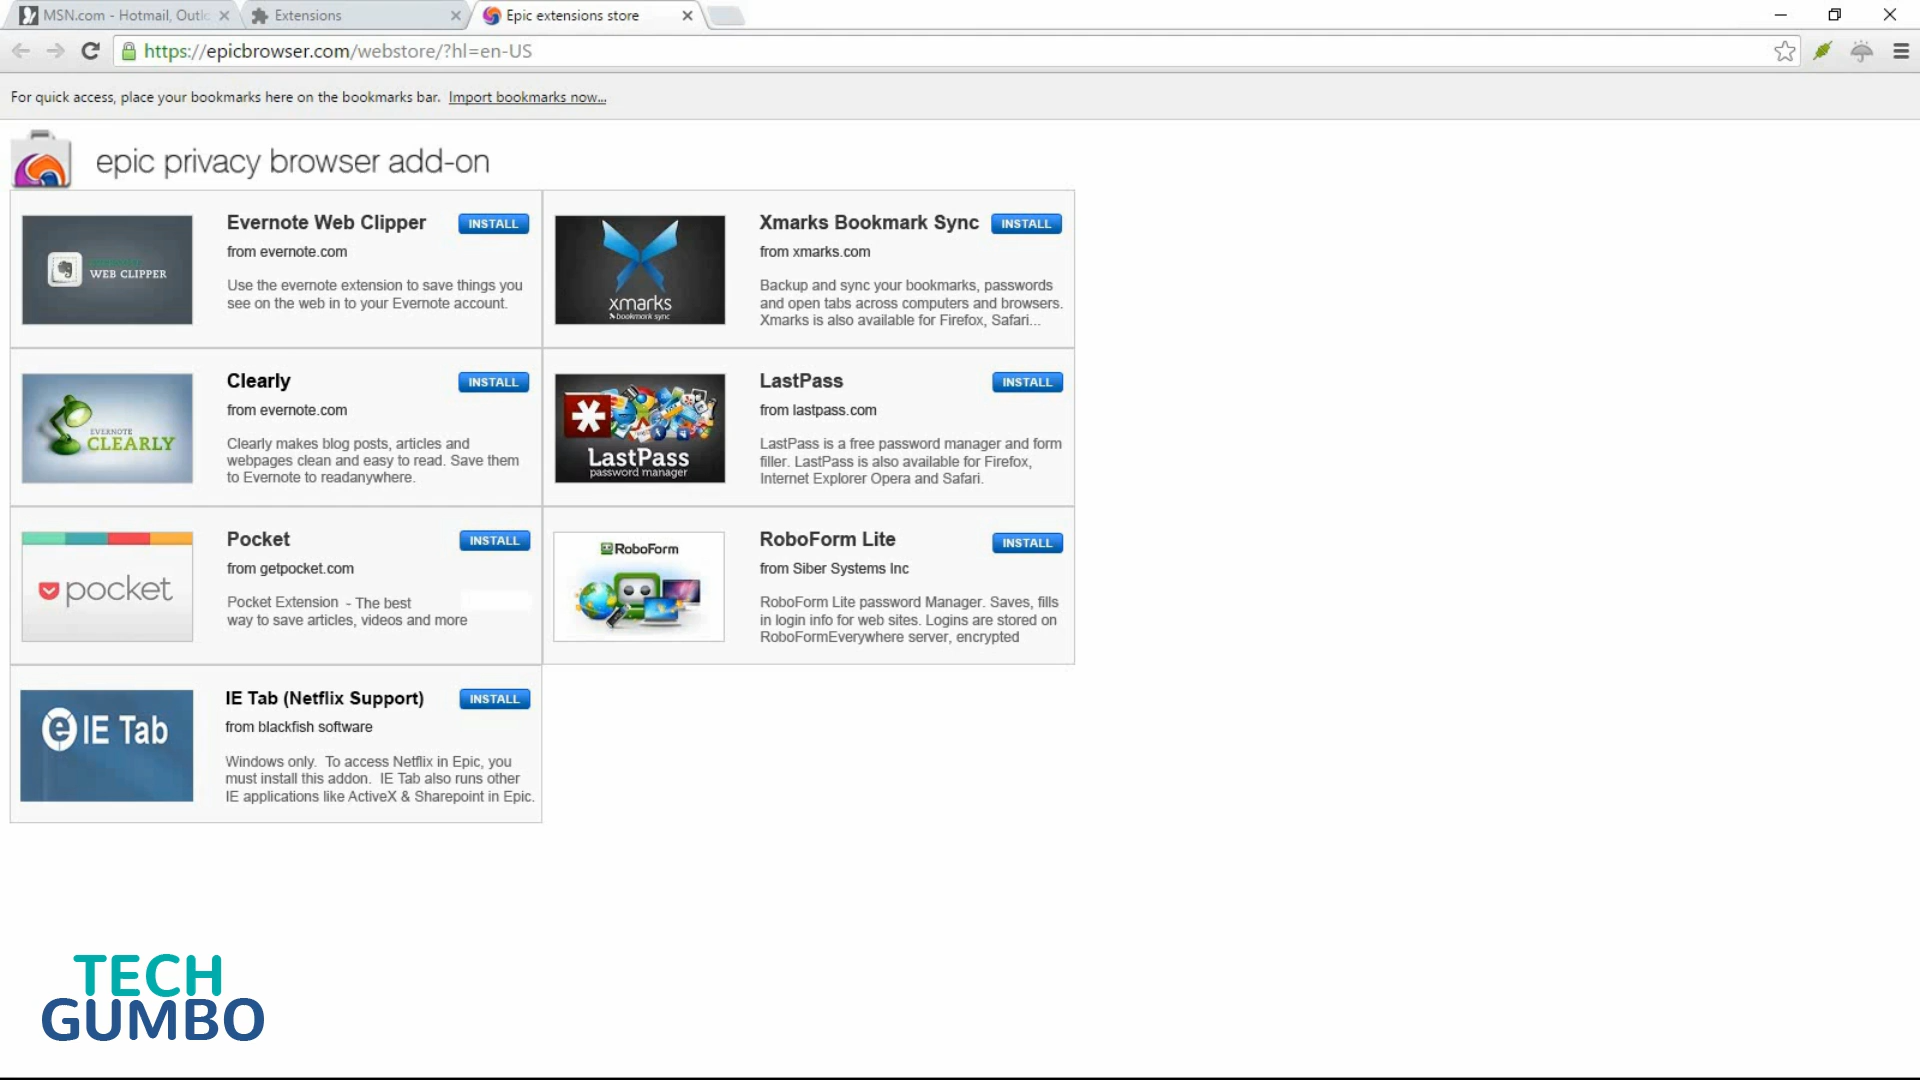 MSN.com - Hotmail, Outlo
Extensions
Epic extensions store
https://epicbrowser.com/webstore/?hl=en-US
For quick access, place your bookmarks here on the bookmarks bar. Import bookmarks now...
epic privacy browser add-on
WEB CLIPPER
Evernote Web Clipper
INSTALL
from evernote.com
Use the evernote extension to save things you
see on the web in to your Evernote account.
xmarks
bookmark sync
Xmarks Bookmark Sync
INSTALL
from xmarks.com
Backup and sync your bookmarks, passwords
and open tabs across computers and browsers.
Xmarks is also available for Firefox, Safari...
EVERNOTE
CLEARLY
Clearly
INSTALL
from evernote.com
Clearly makes blog posts, articles and
webpages clean and easy to read. Save them
to Evernote to readanywhere.
LastPass
password manager
LastPass
INSTALL
from lastpass.com
LastPass is a free password manager and form
filler. LastPass is also available for Firefox,
Internet Explorer Opera and Safari.
pocket
Pocket
INSTALL
from getpocket.com
Pocket Extension - The best
way to save articles, videos and more
RoboForm
RoboForm Lite
INSTALL
from Siber Systems Inc
RoboForm Lite password Manager. Saves, fills
in login info for web sites. Logins are stored on
RoboFormEverywhere server, encrypted
IE Tab
IE Tab (Netflix Support)
INSTALL
from blackfish software
Windows only. To access Netflix in Epic, you
must install this addon. IE Tab also runs other
IE applications like ActiveX & Sharepoint in Epic.
TECH
GUMBO